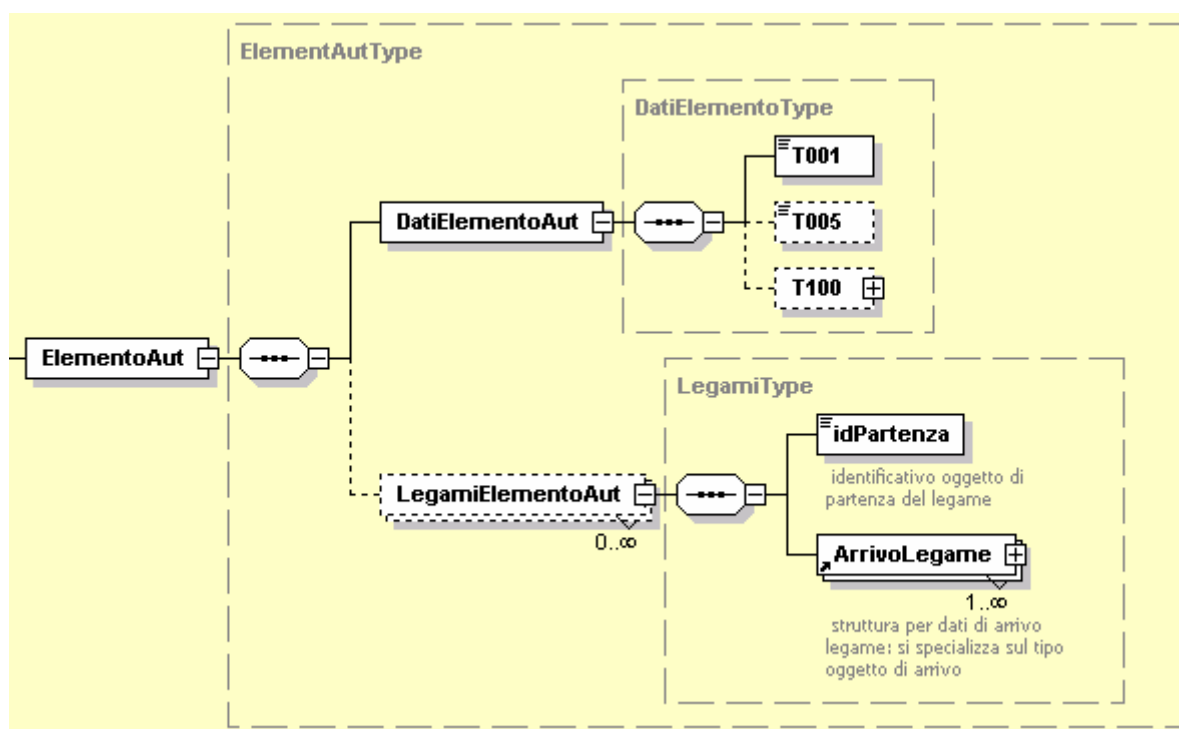 ElementAutType
DatiElementoType
T001
DatiElementoAut
T005
T100
ElementoAut
LegamiType
idPartenza
identificativo oggetto di
partenza del legame
LegamiElementoAut
0..∞
ArrivoLegame
1..∞
struttura per dati di arrivo
legame: si specializza sul tipo
oggetto di arrivo